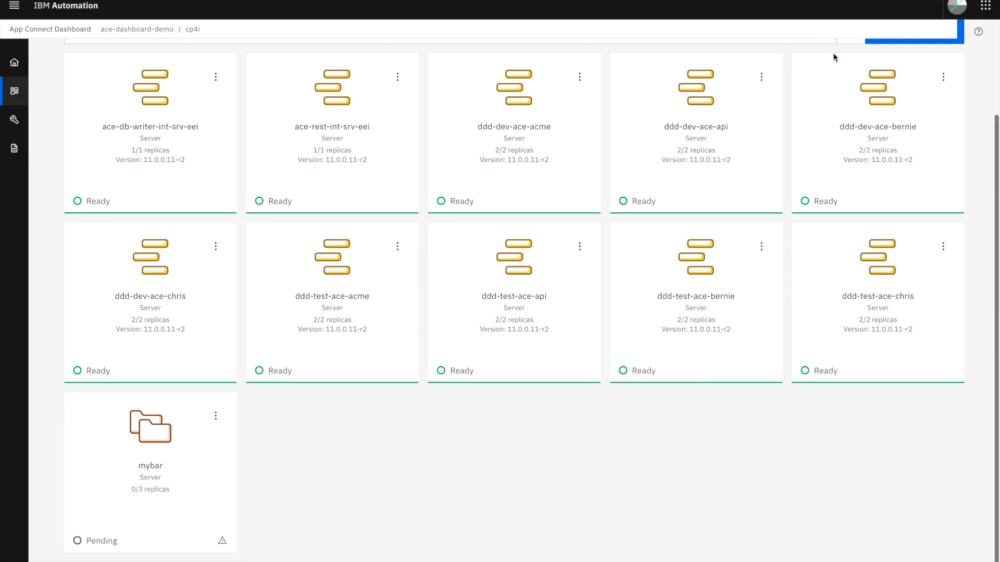 IBM Automation
App Connect Dashboard ace-dashboard-demo | cp4i
ace-db-writer-int-srv-eei
Server
1/1 replicas
Version: 11.0.0.11-r2
Ready
ace-rest-int-srv-eei
Server
1/1 replicas
Version: 11.0.0.11-r2
Ready
ddd-dev-ace-acme
Server
2/2 replicas
Version: 11.0.0.11-r2
Ready
ddd-dev-ace-api
Server
2/2 replicas
Version: 11.0.0.11-r2
Ready
ddd-dev-ace-bernie
Server
2/2 replicas
Version: 11.0.0.11-r2
Ready
ddd-dev-ace-chris
Server
2/2 replicas
Version: 11.0.0.11-r2
Ready
ddd-test-ace-acme
Server
2/2 replicas
Version: 11.0.0.11-r2
Ready
ddd-test-ace-api
Server
2/2 replicas
Version: 11.0.0.11-r2
Ready
ddd-test-ace-bernie
Server
2/2 replicas
Version: 11.0.0.11-r2
Ready
ddd-test-ace-chris
Server
2/2 replicas
Version: 11.0.0.11-r2
Ready
mybar
Server
0/3 replicas
Pending